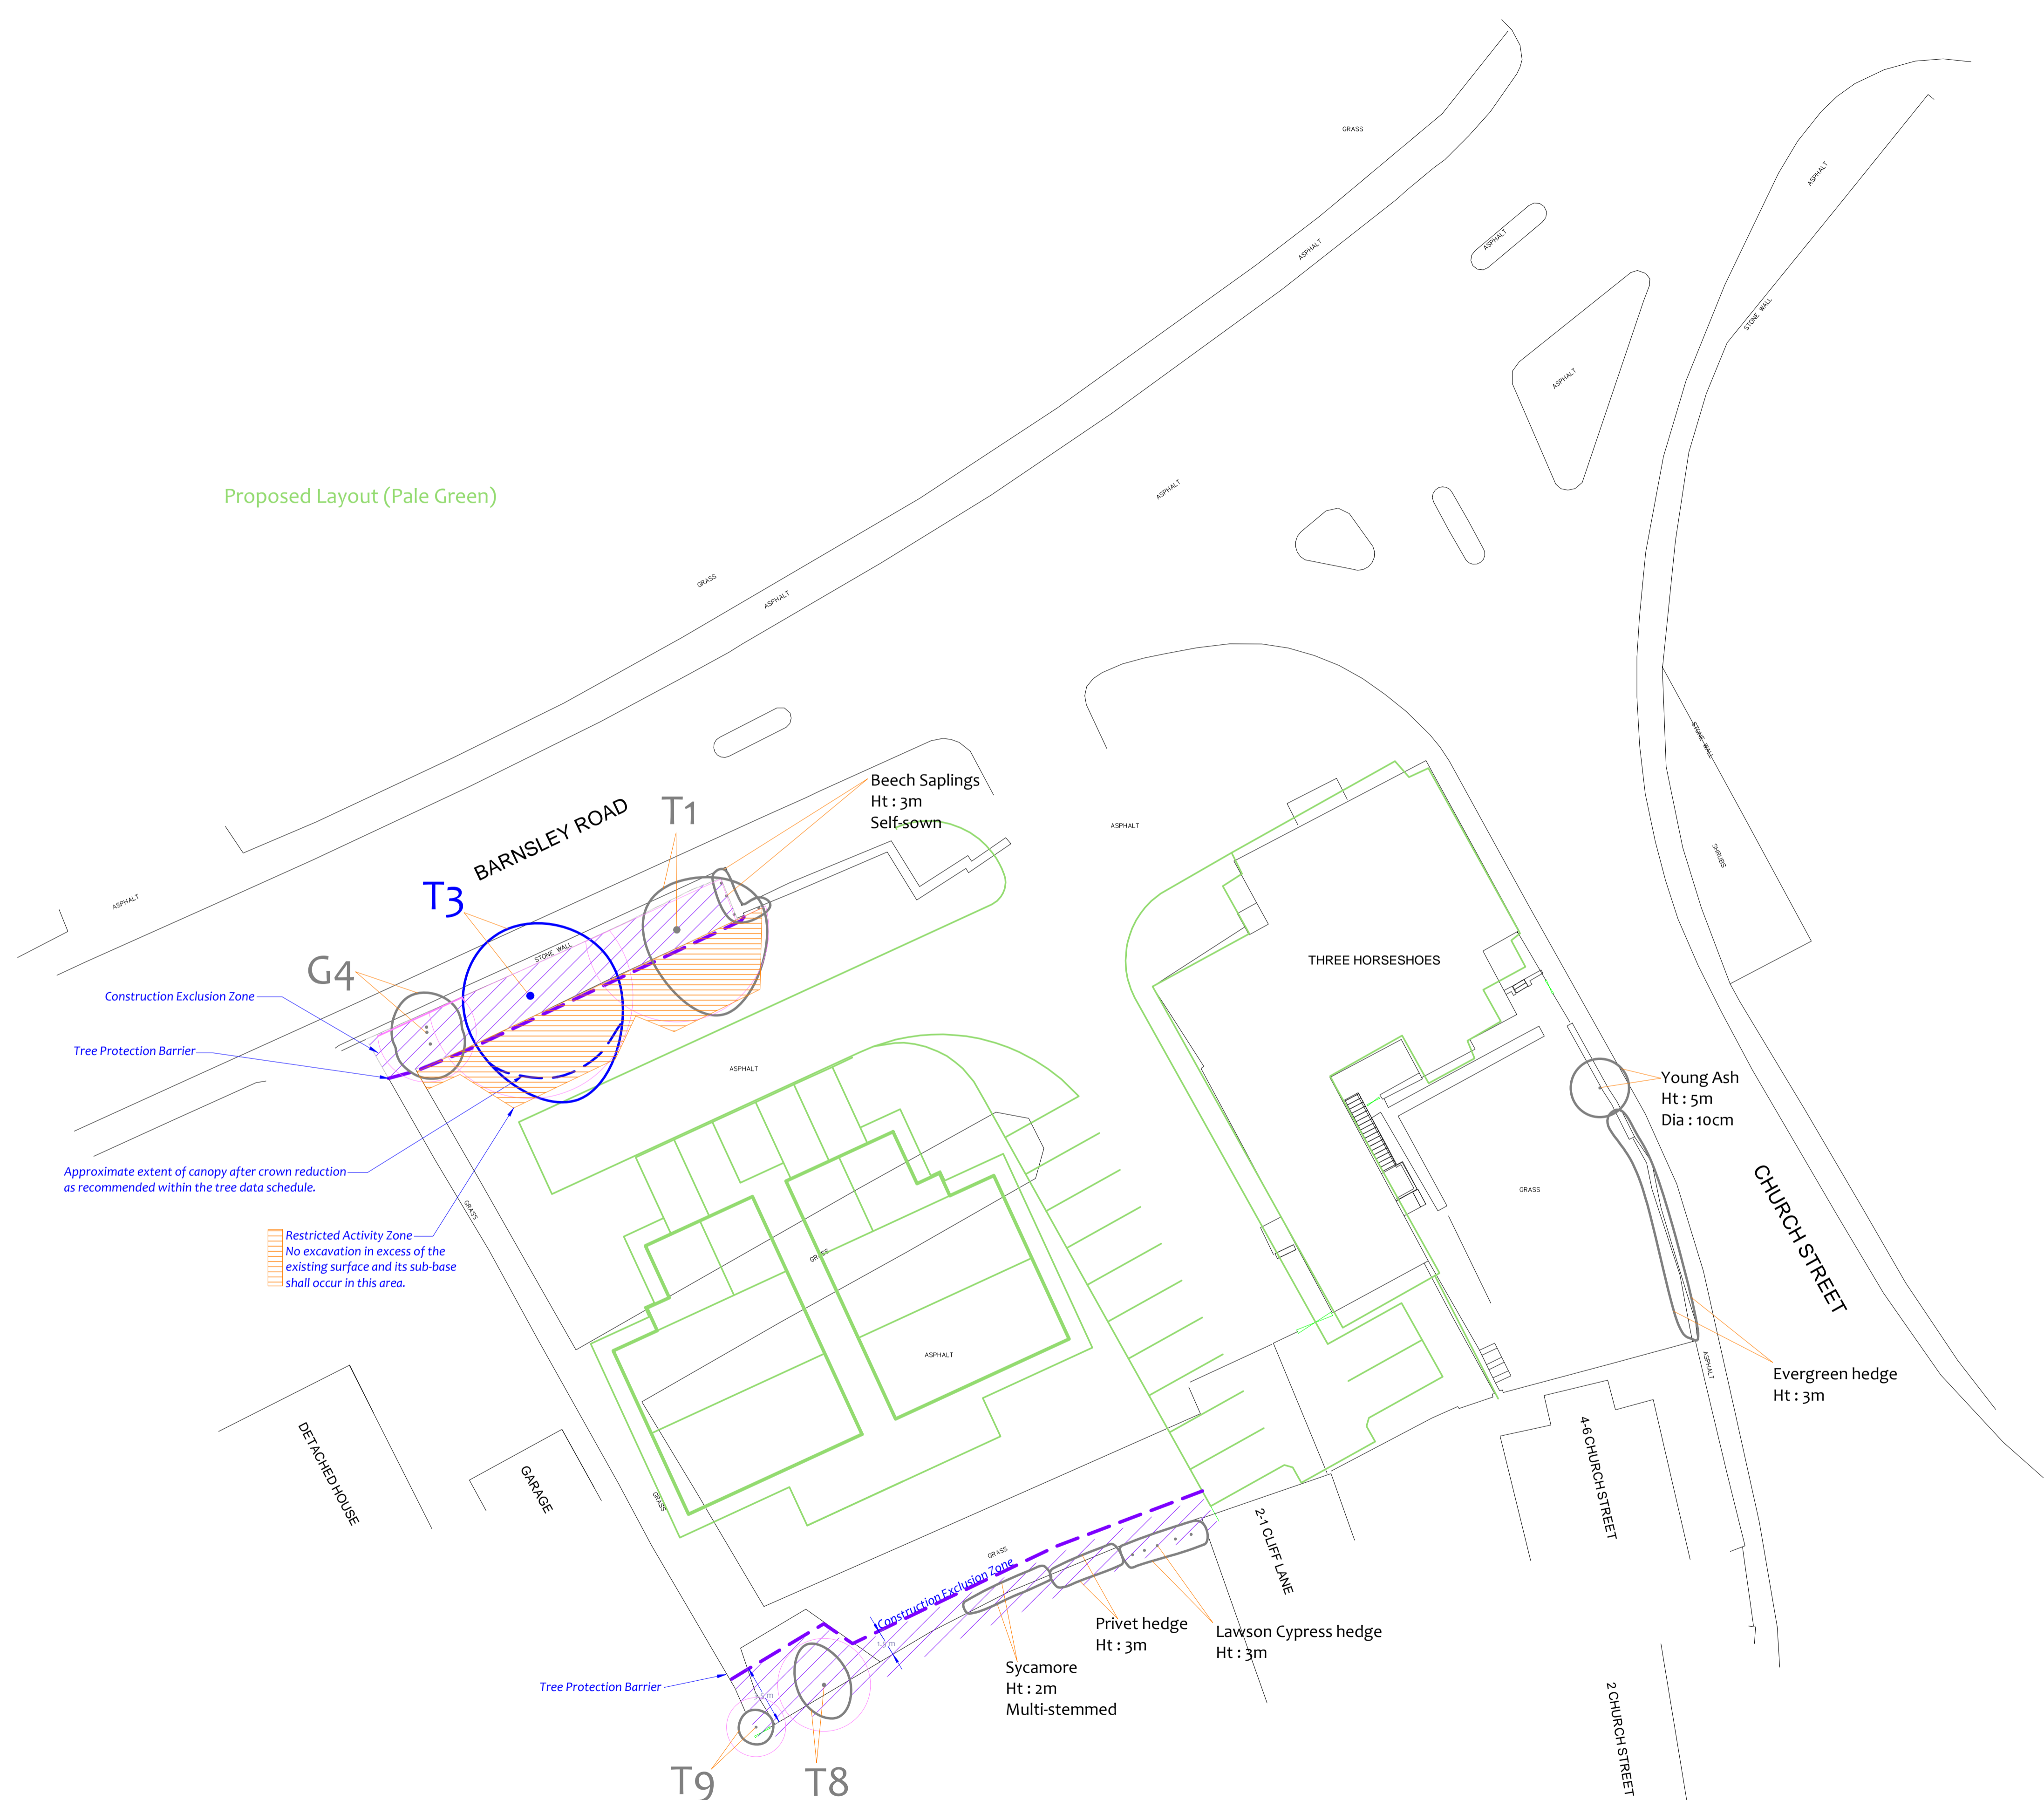 GRASS
ASPHALT
ASPHALT
ASPHALT
STONE WALL
ASPHALT
Proposed Layout (Pale Green)
ASPHALT
GRASS
ASPHALT
STONE WALL
BARNSLEY ROAD
T1
Beech Saplings
Ht : 3m
Self-sown
ASPHALT
SHRUBS
T3
ASPHALT
STONE WALL
G4
THREE HORSESHOES
Construction Exclusion Zone
Tree Protection Barrier
ASPHALT
Young Ash
Ht : 5m
Dia : 10cm
Approximate extent of canopy after crown reduction
as recommended within the tree data schedule.
GRASS
GRASS
CHURCH STREET
Restricted Activity Zone
No excavation in excess of the
existing surface and its sub-base
shall occur in this area.
GRASS
ASPHALT
ASPHALT
Evergreen hedge
Ht : 3m
DETACHED HOUSE
GARAGE
GRASS
4-6 CHURCH STREET
2-1 CLIFF LANE
GRASS
Construction Exclusion Zone
Privet hedge
Ht : 3m
Lawson Cypress hedge
Ht : 3m
Sycamore
Ht : 2m
Multi-stemmed
Tree Protection Barrier
2 CHURCH STREET
T9
T8